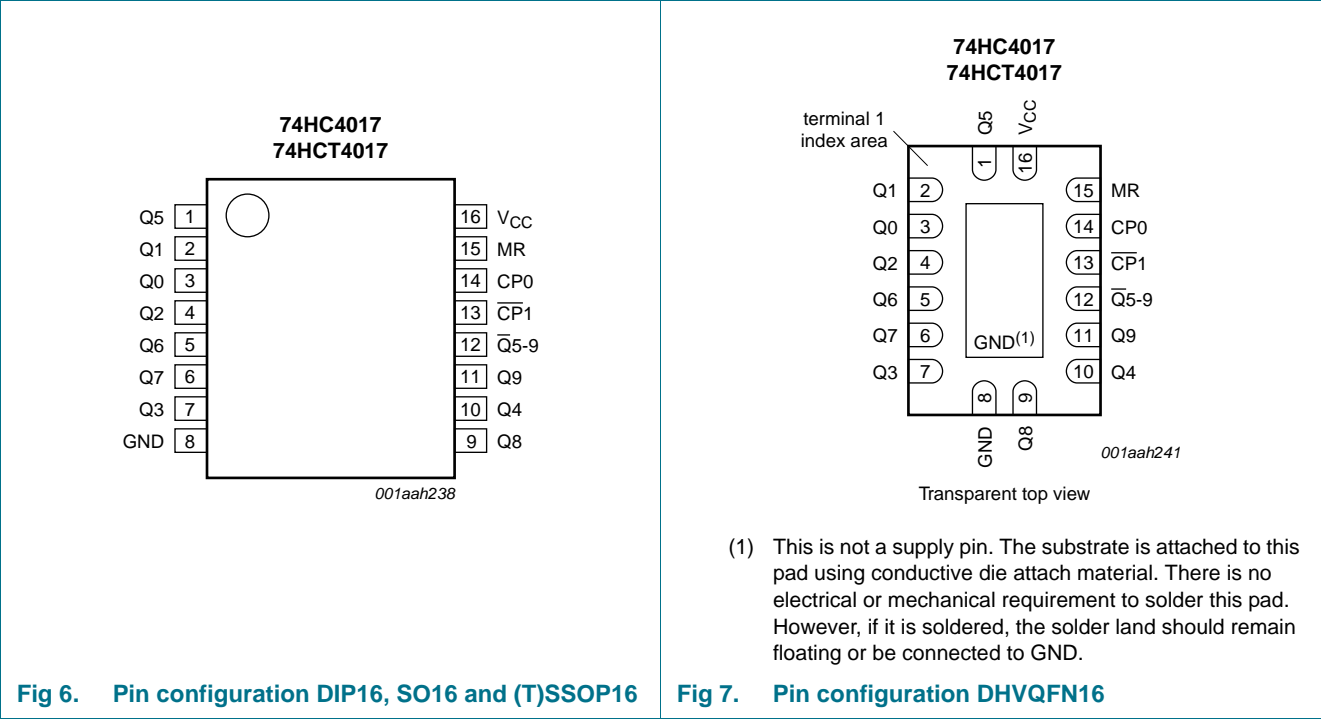 74HC4017
74HCT4017
Q5 1
Q1 2
Q0 3
Q2 4
Q6 5
Q7 6
Q3 7
GND 8
16 VCC
15 MR
14 CP0
13 C̅P̅1
12 Q̅5-9
11 Q9
10 Q4
9 Q8
001aah238
Fig 6. Pin configuration DIP16, SO16 and (T)SSOP16
74HC4017
74HCT4017
terminal 1
index area
Q5
VCC
1
16
Q1 2
Q0 3
Q2 4
Q6 5
Q7 6
Q3 7
15 MR
14 CP0
13 C̅P̅1
12 Q̅5-9
11 Q9
10 Q4
GND(1)
8
9
GND
Q8
001aah241
Transparent top view
(1) This is not a supply pin. The substrate is attached to this
pad using conductive die attach material. There is no
electrical or mechanical requirement to solder this pad.
However, if it is soldered, the solder land should remain
floating or be connected to GND.
Fig 7. Pin configuration DHVQFN16